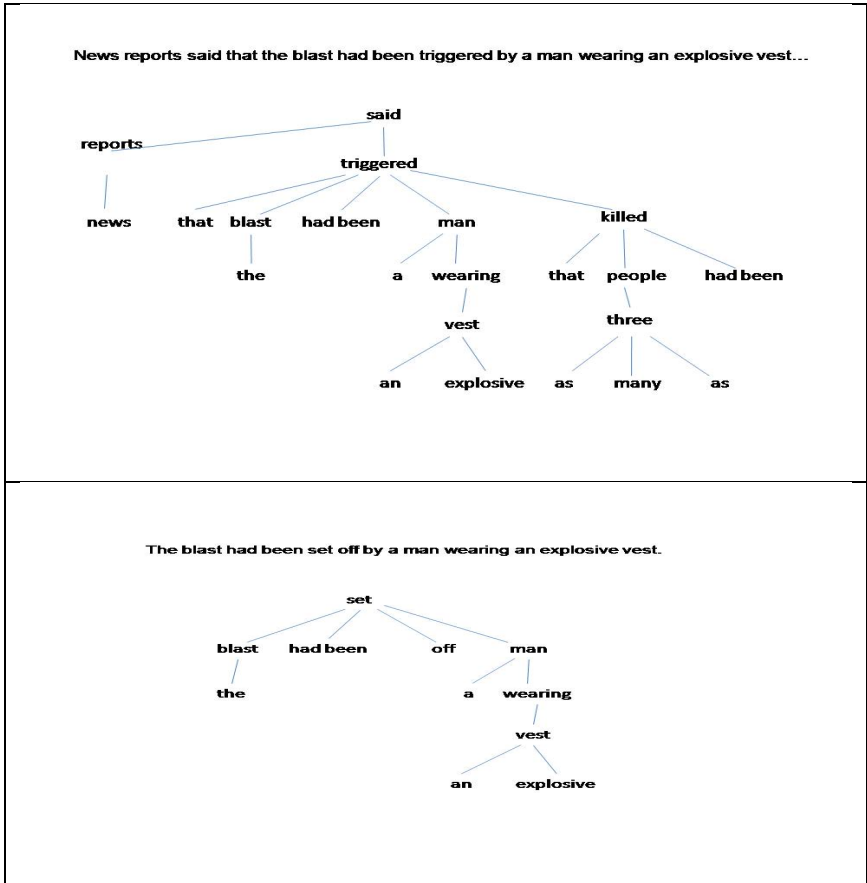 News reports said that the blast had been triggered by a man wearing an explosive vest...
said
reports
triggered
news that blast had been man killed
the a wearing that people had been
vest three
an explosive as many as
The blast had been set off by a man wearing an explosive vest.
set
blast had been off man
the a wearing
vest
an explosive